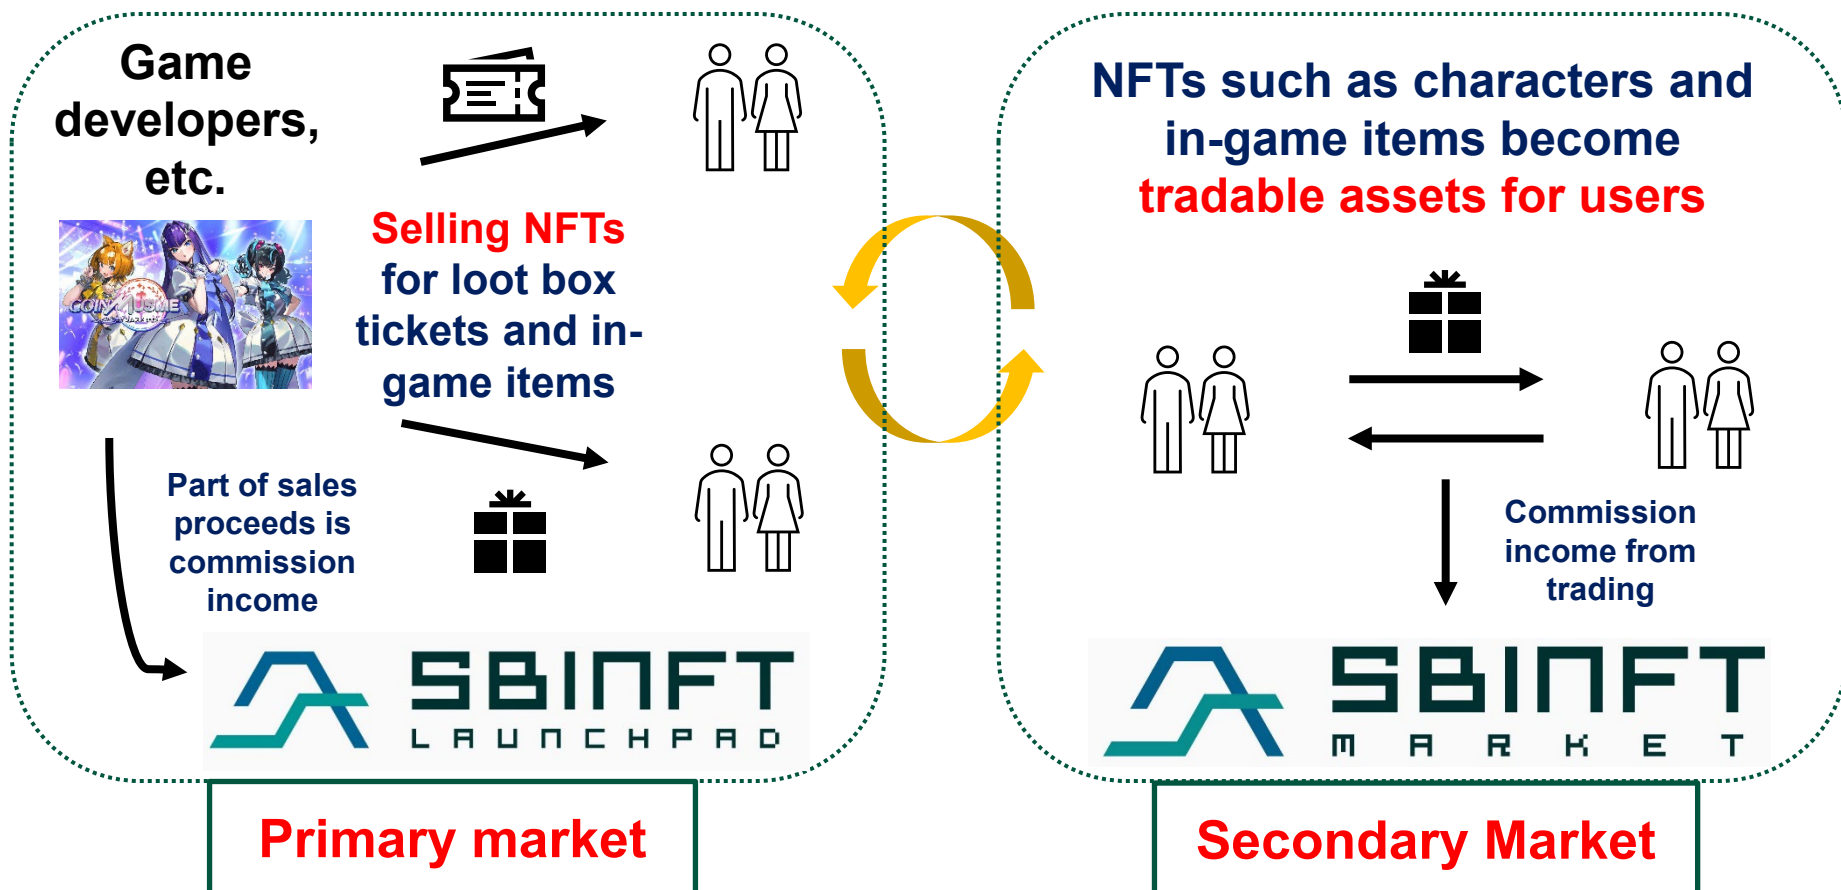 Game
developers,
etc.
COIN MUSME
Selling NFTs
for loot box
tickets and in-
game items
Part of sales
proceeds is
commission
income
SBINFT
LAUNCHPAD
Primary market
NFTs such as characters and
in-game items become
tradable assets for users
Commission
income from
trading
SBINFT
MARKET
Secondary Market